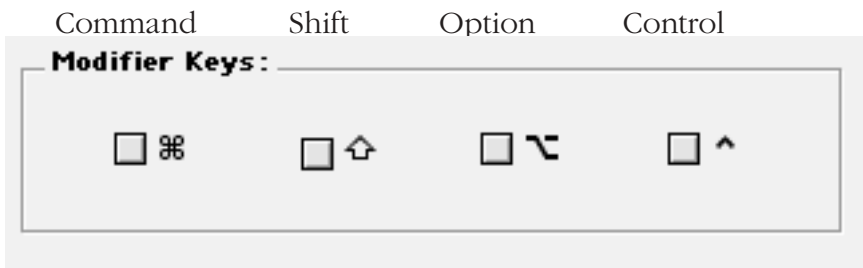 Command Shift Option Control
Modifier Keys:
⌘ ⇧ ⌥ ^